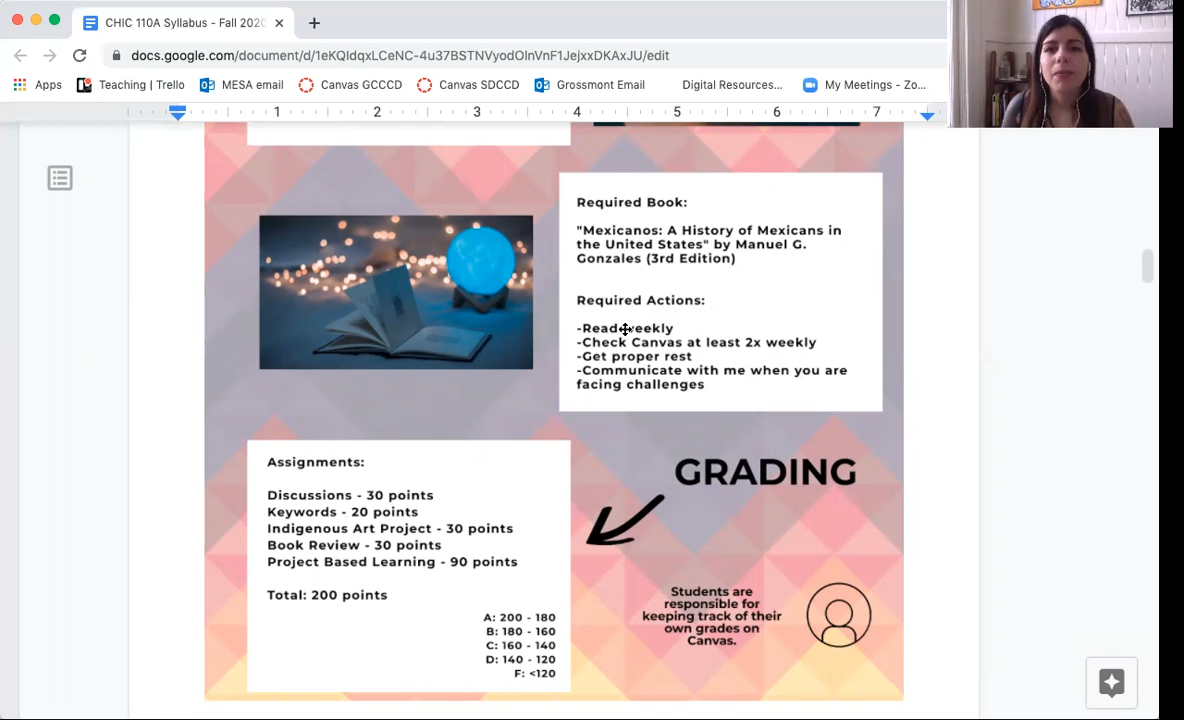 CHIC 110A Syllabus - Fall 202
docs.google.com/document/d/1eKQIdqxLCeNC-4u37BSTNVyodOlnVnF1JejxxDKAxJU/edit
Apps
Teaching | Trello
MESA email
Canvas GCCCD
Canvas SDCCD
Grossmont Email
Digital Resources...
My Meetings - Zo...
1 2 3 4 5 6 7
Required Book:
"Mexicanos: A History of Mexicans in
the United States" by Manuel G.
Gonzales (3rd Edition)
Required Actions:
-Read weekly
-Check Canvas at least 2x weekly
-Get proper rest
-Communicate with me when you are
facing challenges
Assignments:
Discussions - 30 points
Keywords - 20 points
Indigenous Art Project - 30 points
Book Review - 30 points
Project Based Learning - 90 points
Total: 200 points
A: 200 - 180
B: 180 - 160
C: 160 - 140
D: 140 - 120
F: <120
GRADING
Students are
responsible for
keeping track of their
own grades on
Canvas.